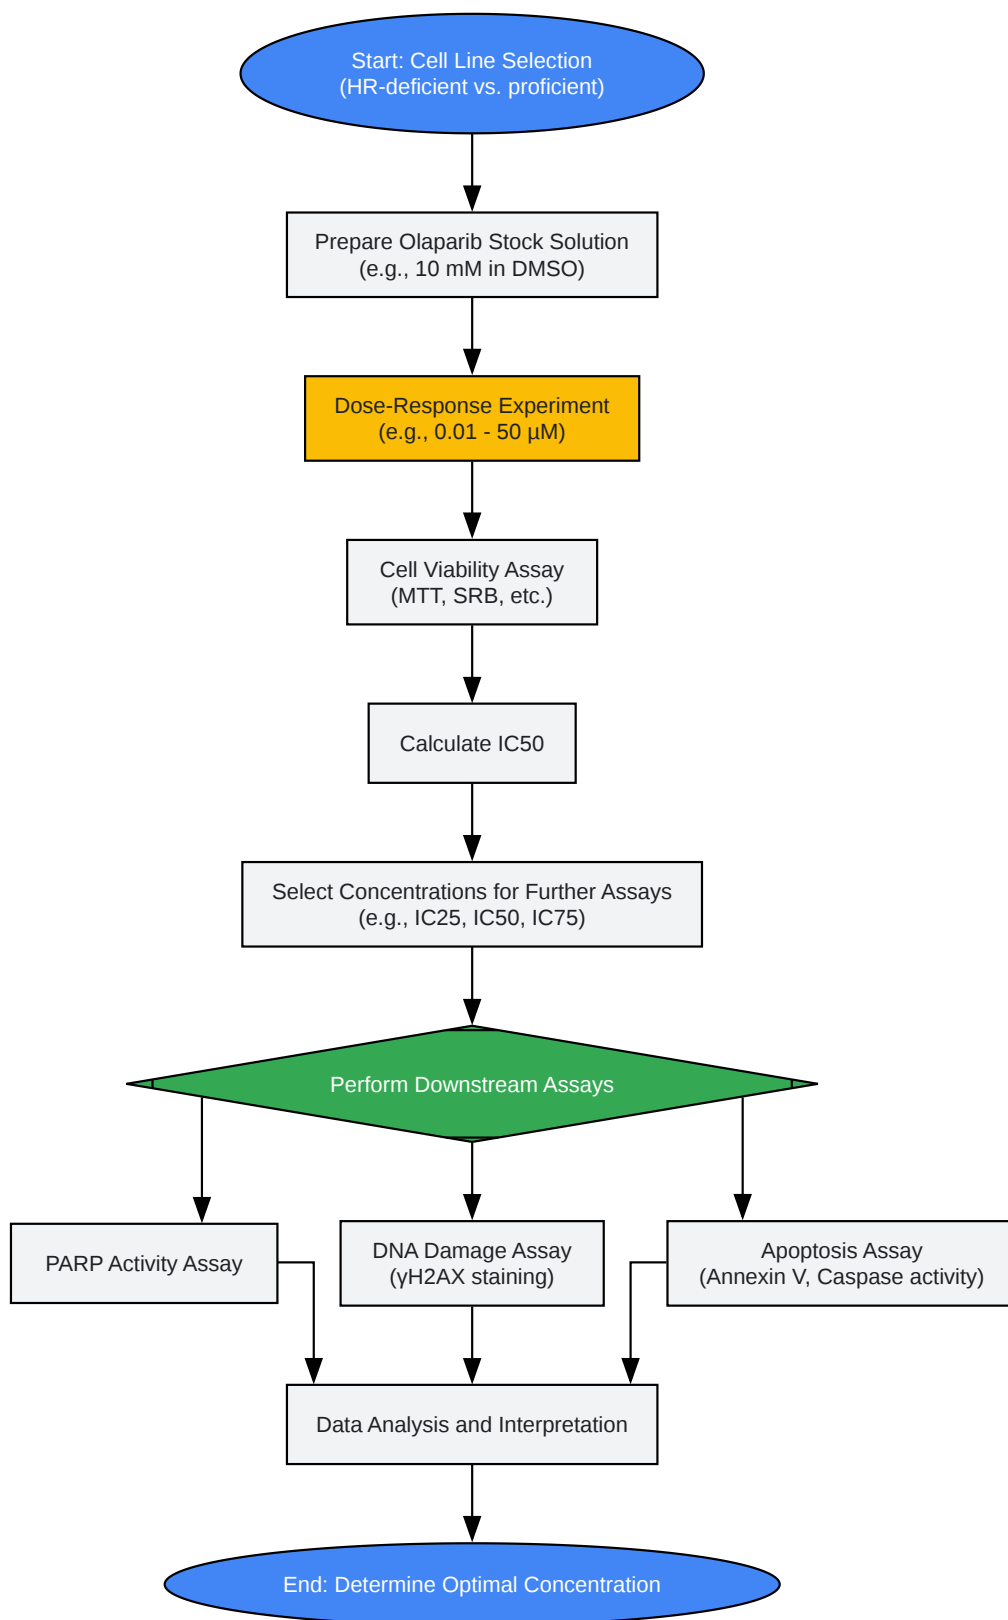 Start: Cell Line Selection
(HR-deficient vs. proficient)
Prepare Olaparib Stock Solution
(e.g., 10 mM in DMSO)
Dose-Response Experiment
(e.g., 0.01 - 50 µM)
Cell Viability Assay
(MTT, SRB, etc.)
Calculate IC50
Select Concentrations for Further Assays
(e.g., IC25, IC50, IC75)
Perform Downstream Assays
PARP Activity Assay
DNA Damage Assay
(γH2AX staining)
Apoptosis Assay
(Annexin V, Caspase activity)
Data Analysis and Interpretation
End: Determine Optimal Concentration